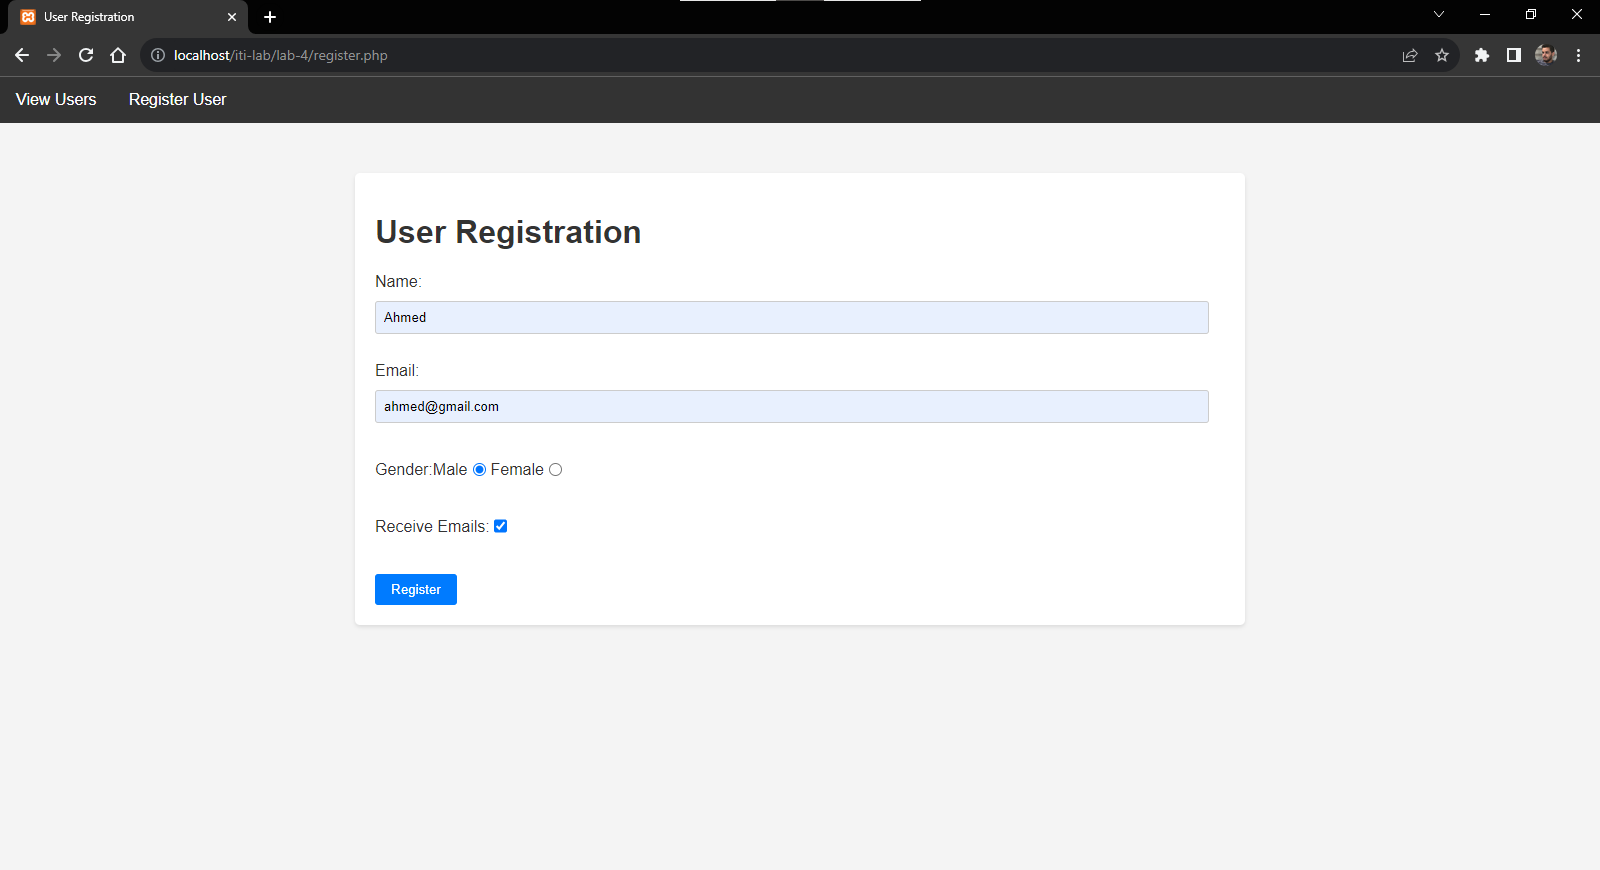 User Registration
localhost/iti-lab/lab-4/register.php
View Users Register User
User Registration
Name:
Ahmed
Email:
ahmed@gmail.com
Gender:Male Female
Receive Emails:
Register